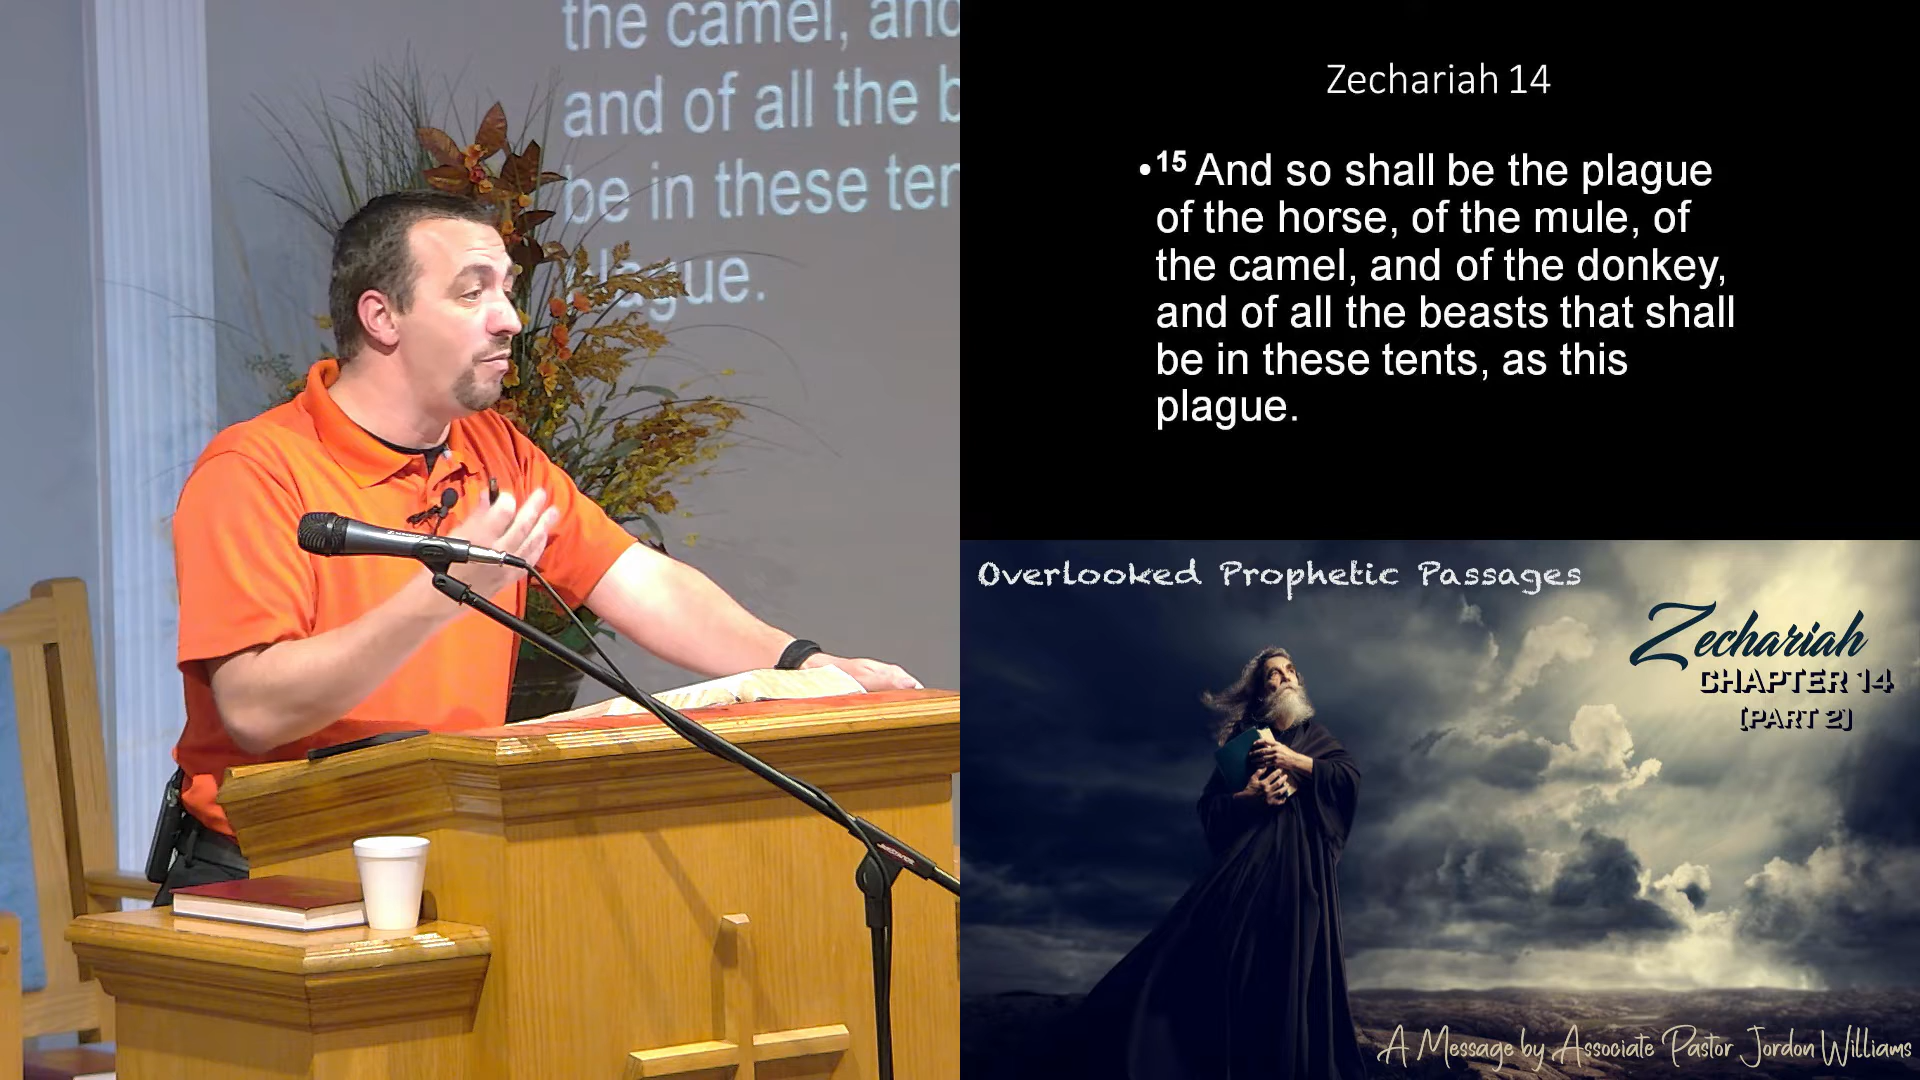 the camel, and
and of all the b
be in these ten
plague.
Zechariah 14
•15 And so shall be the plague
of the horse, of the mule, of
the camel, and of the donkey,
and of all the beasts that shall
be in these tents, as this
plague.
Overlooked Prophetic Passages
Zechariah
CHAPTER 14
(PART 2)
A Message by Associate Pastor Jordon Williams